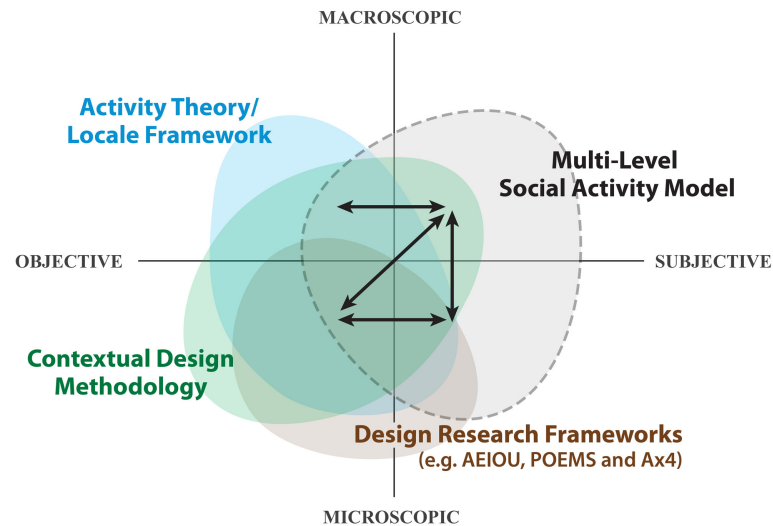 MACROSCOPIC
Activity Theory/
Locale Framework
Multi-Level
Social Activity Model
OBJECTIVE
SUBJECTIVE
Contextual Design
Methodology
Design Research Frameworks
(e.g. AEIOU, POEMS and Ax4)
MICROSCOPIC